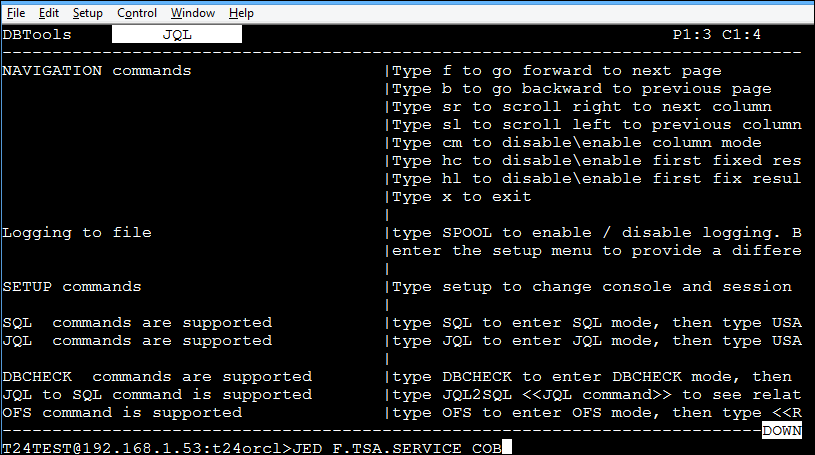 File Edit Setup Control Window Help
DBTools JQL P1:3 C1:4
NAVIGATION commands |Type f to go forward to next page
|Type b to go backward to previous page
|Type sr to scroll right to next column
|Type sl to scroll left to previous column
|Type cm to disable\enable column mode
|Type hc to disable\enable first fixed res
|Type hl to disable\enable first fix resul
|Type x to exit
Logging to file |type SPOOL to enable / disable logging. B
|enter the setup menu to provide a differe
SETUP commands |Type setup to change console and session
SQL commands are supported |type SQL to enter SQL mode, then type USA
JQL commands are supported |type JQL to enter JQL mode, then type USA
DBCHECK commands are supported |type DBCHECK to enter DBCHECK mode, then
JQL to SQL command is supported |type JQL2SQL <<JQL command>> to see relat
OFS command is supported |type OFS to enter OFS mode, then type <<R
DOWN
T24TEST@192.168.1.53:t24orcl>JED F.TSA.SERVICE COB